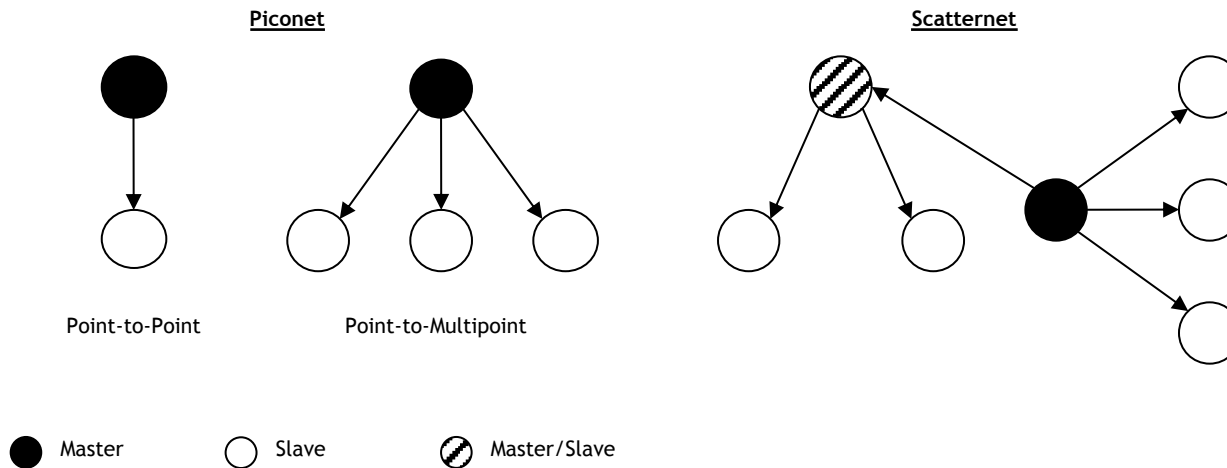 Piconet
Scatternet
Point-to-Point
Point-to-Multipoint
Master
Slave
Master/Slave